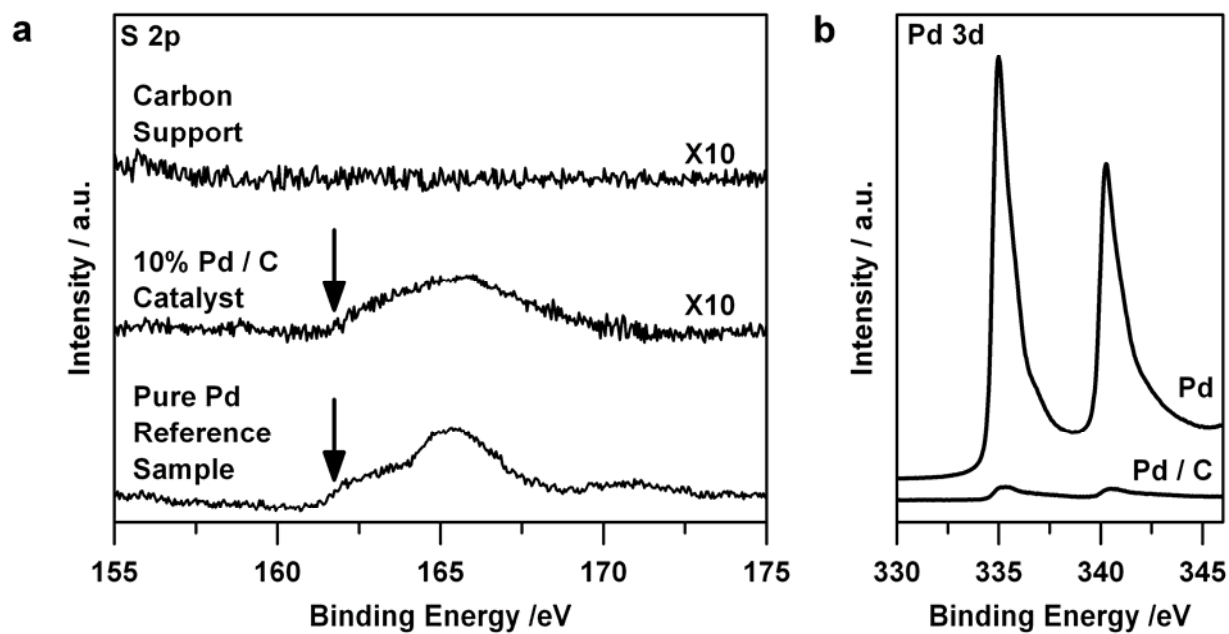 a
S 2p
Carbon
Support
X10
10% Pd / C
Catalyst
X10
Pure Pd
Reference
Sample
Intensity / a.u.
155 160 165 170 175
Binding Energy /eV
b
Pd 3d
Pd
Pd / C
Intensity / a.u.
330 335 340 345
Binding Energy /eV